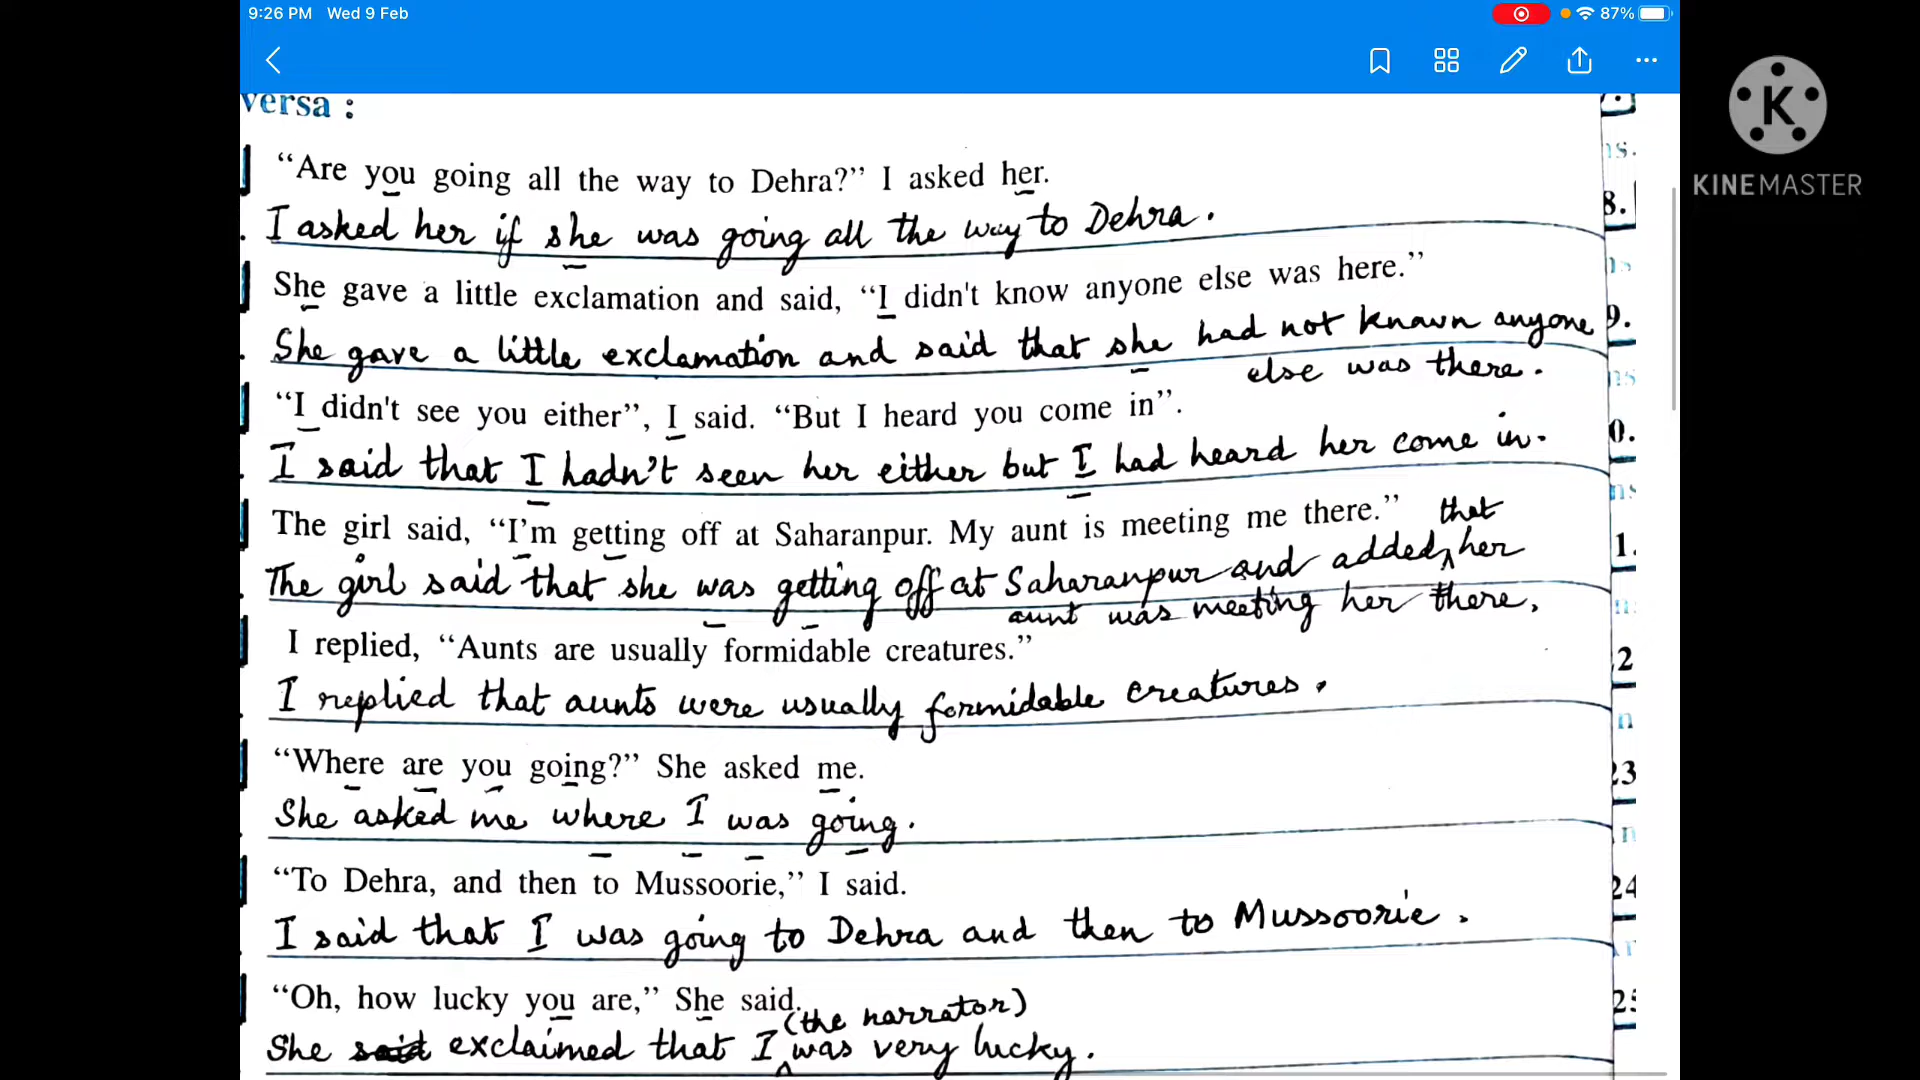 9:26 PM Wed 9 Feb
87%
KINEMASTER
versa :
"Are you going all the way to Dehra?" I asked her.
I asked her if she was going all the way to Dehra.
She gave a little exclamation and said, "I didn't know anyone else was here."
She gave a little exclamation and said that she had not known anyone
else was there.
"I didn't see you either", I said. "But I heard you come in".
I said that I hadn't seen her either but I had heard her come in.
The girl said, "I'm getting off at Saharanpur. My aunt is meeting me there."
The girl said that she was getting off at Saharanpur and added that her
aunt was meeting her there.
I replied, "Aunts are usually formidable creatures."
I replied that aunts were usually formidable creatures.
"Where are you going?" She asked me.
She asked me where I was going.
"To Dehra, and then to Mussoorie," I said.
I said that I was going to Dehra and then to Mussoorie.
"Oh, how lucky you are," She said.
She said exclaimed that I (the narrator) was very lucky.
8.
9.
0.
1.
2
23
24
25